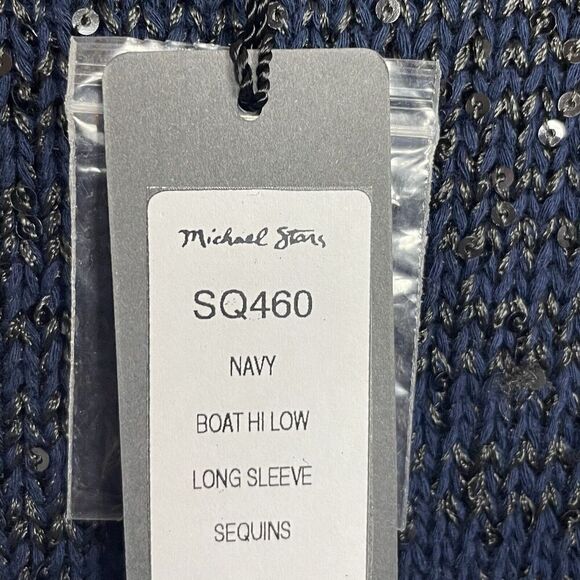 Michael Stars
SQ460
NAVY
BOAT HI LOW
LONG SLEEVE
SEQUINS